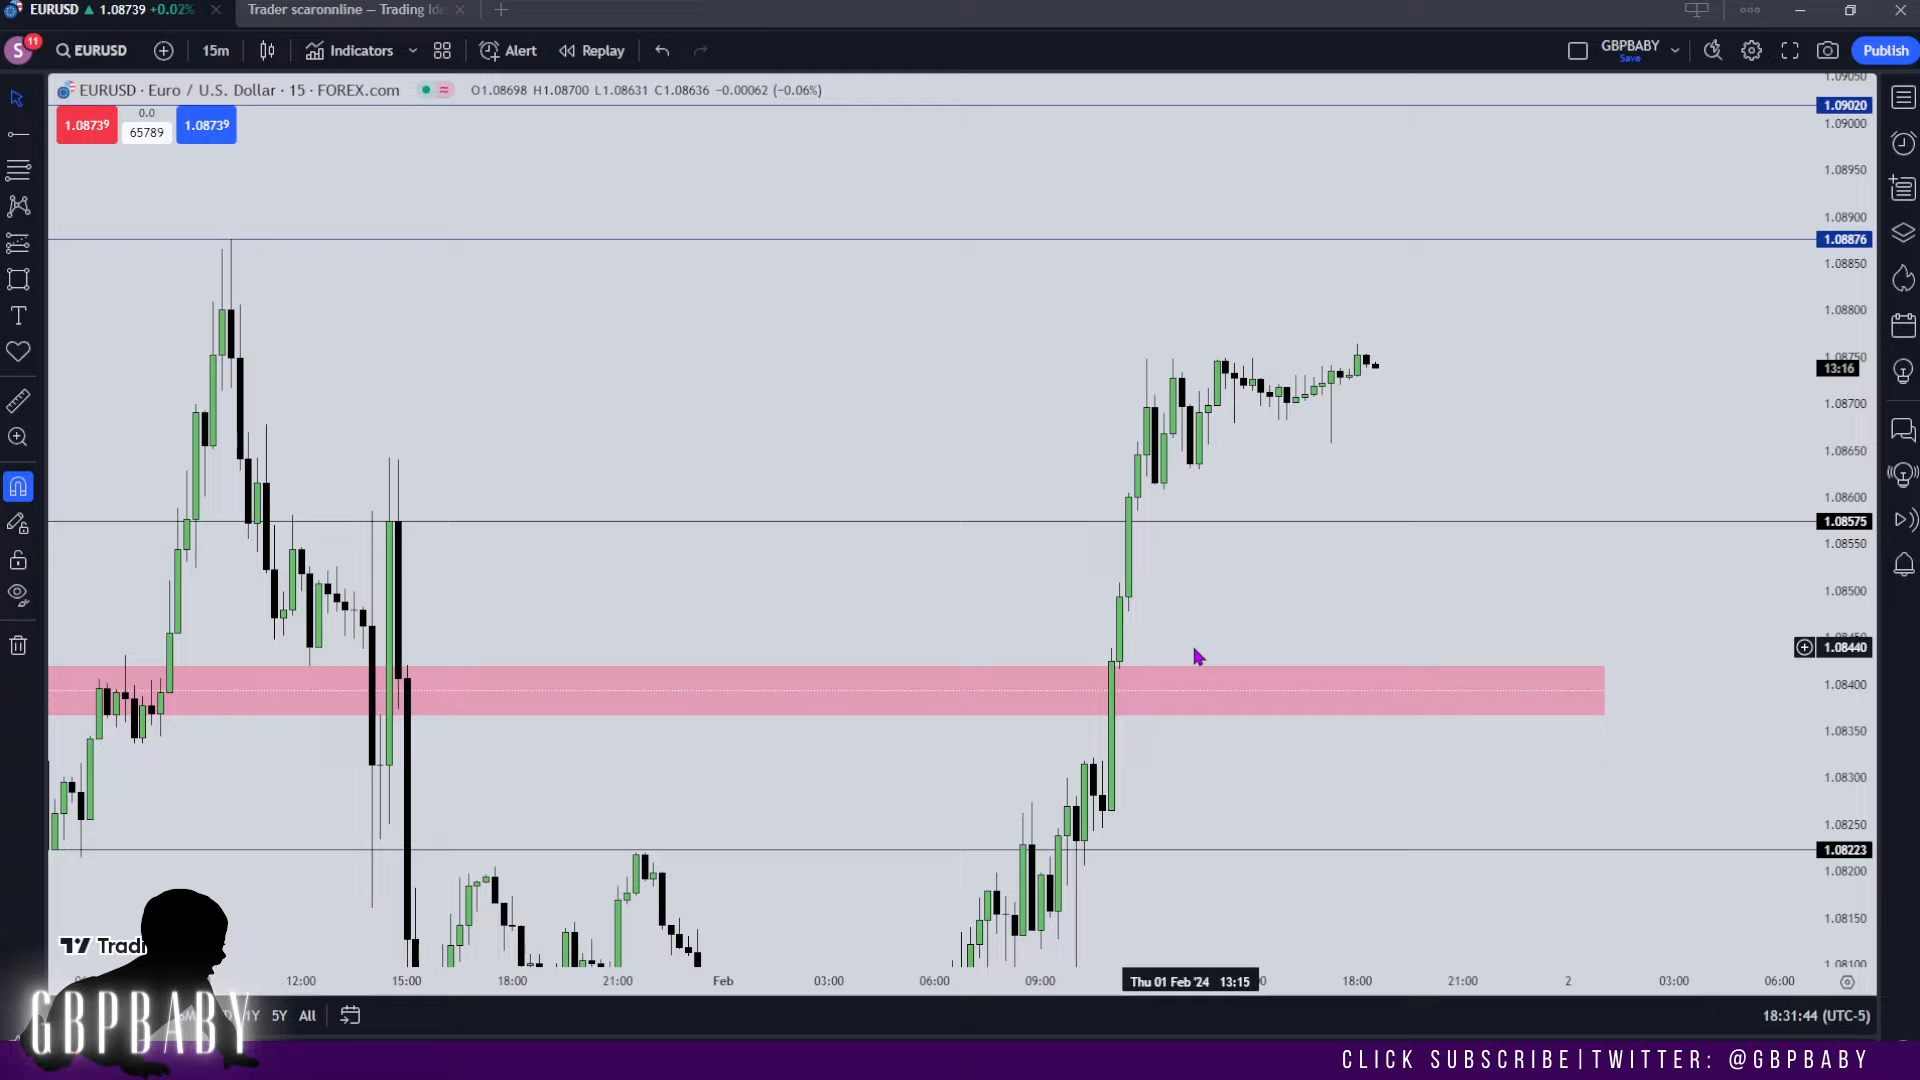 EURUSD ▲ 1.08739 +0.02%
Trader scaronnline — Trading Ide
S 11
EURUSD
15m
Indicators
Alert
Replay
GBPBABY
Save
Publish
EURUSD · Euro / U.S. Dollar · 15 · FOREX.com
O1.08698 H1.08700 L1.08631 C1.08636 −0.00062 (−0.06%)
1.08739
0.0
65789
1.08739
1.09050
1.09020
1.09000
1.08950
1.08900
1.08876
1.08850
1.08800
1.08750
13:16
1.08700
1.08650
1.08600
1.08575
1.08550
1.08500
1.08440
1.08400
1.08350
1.08300
1.08250
1.08223
1.08200
1.08150
1.08100
Tradi
12:00
15:00
18:00
21:00
Feb
03:00
06:00
09:00
Thu 01 Feb '24 13:15
18:00
21:00
2
03:00
06:00
1Y
5Y
All
18:31:44 (UTC-5)
GBPBABY
CLICK SUBSCRIBE|TWITTER: @GBPBABY